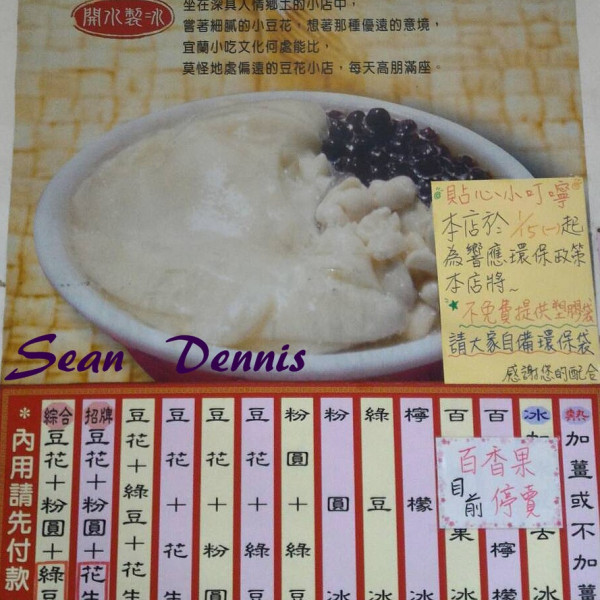 開水製冰
坐在深具人情鄉土的小店中，
嘗著細膩的小豆花，想著那種優遠的意境，
宜蘭小吃文化何處能比，
莫怪地處偏遠的豆花小店，每天高朋滿座
貼心小叮嚀
本店於1/15(一)起
為響應環保政策
本店將~
不免費提供塑膠袋
請大家自備環保袋
感謝您的配合
Sean Dennis
熱 加薑或不加薑
冰 加 去
百 檸檬
百 果 冰
檸檬 冰
綠豆 冰
粉圓 冰
粉圓＋綠
豆花＋綠
豆花＋粉
豆花＋花
豆花＋綠豆＋花生
招牌 豆花＋粉圓＋花生
綜合 豆花＋粉圓＋綠豆
*內用請先付款
百香果
目前停賣